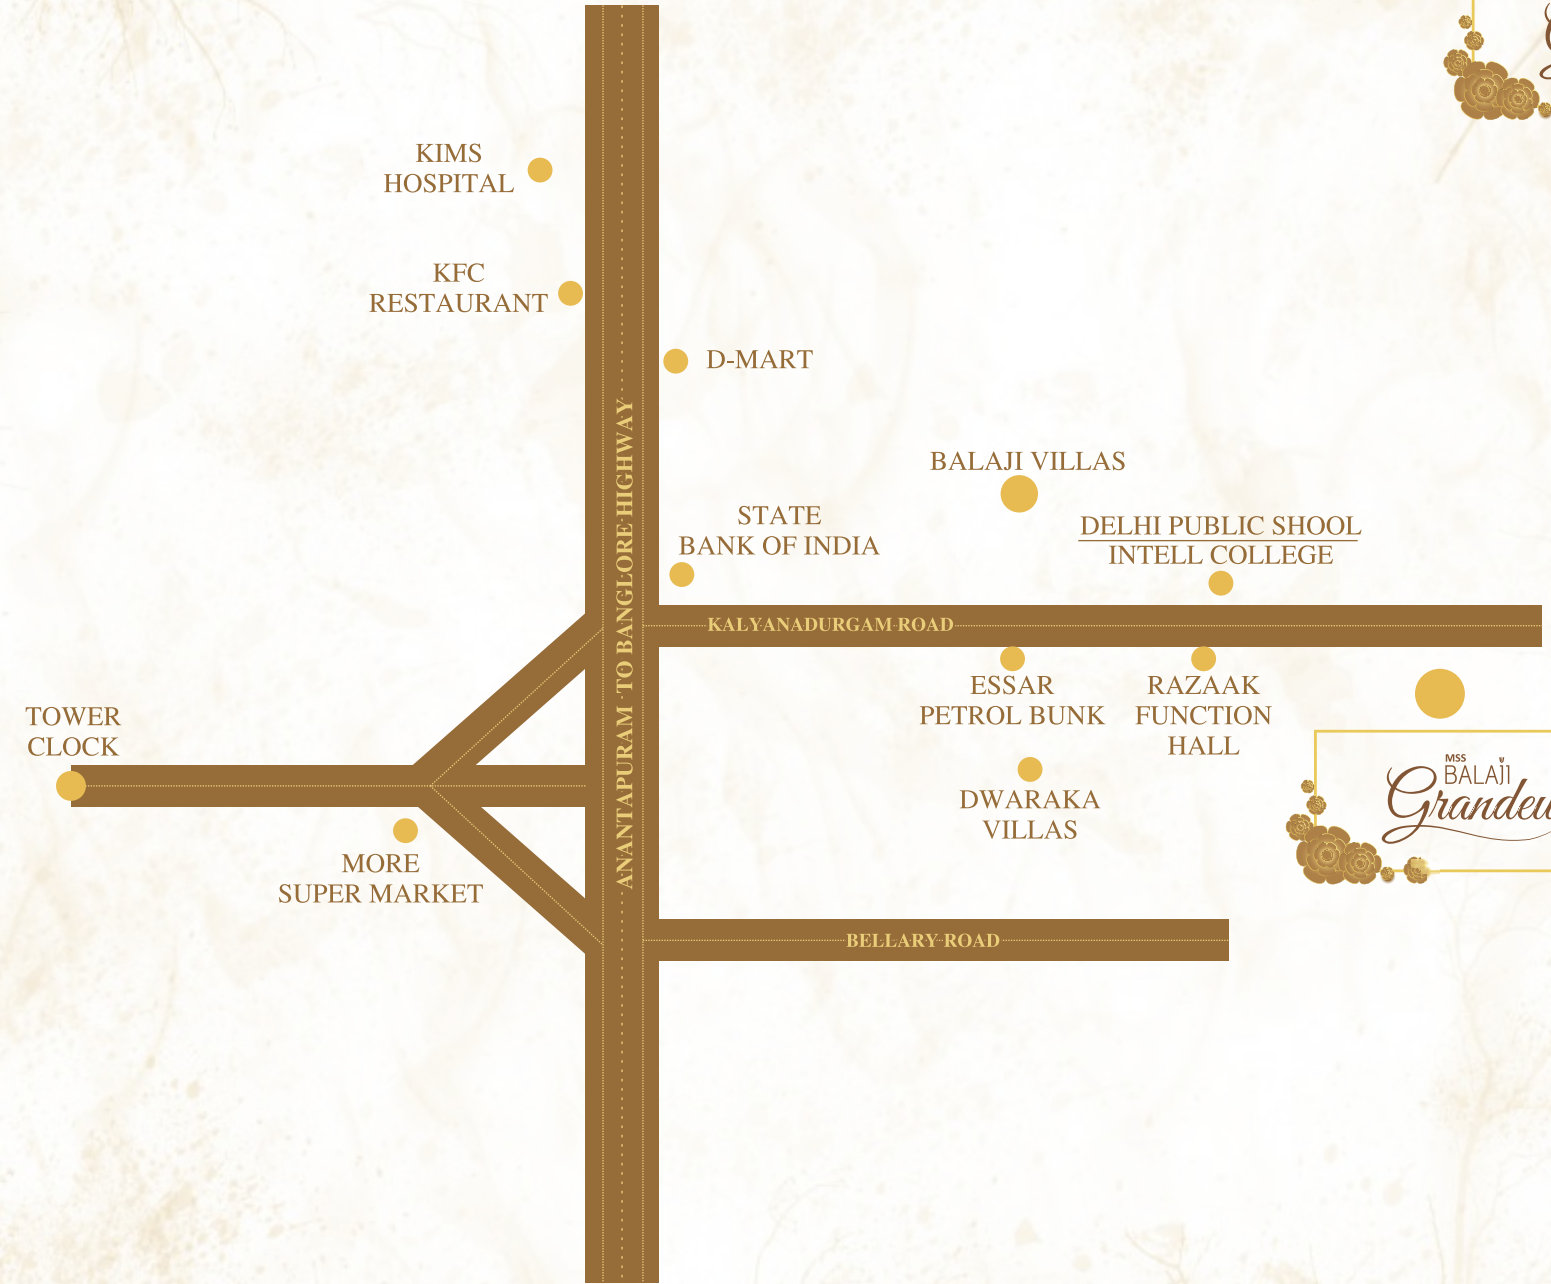 KIMS
HOSPITAL
KFC
RESTAURANT
D-MART
ANANTAPURAM TO BANGLORE HIGHWAY
BALAJI VILLAS
STATE
BANK OF INDIA
DELHI PUBLIC SHOOL
INTELL COLLEGE
KALYANADURGAM ROAD
ESSAR
PETROL BUNK
RAZAAK
FUNCTION
HALL
TOWER
CLOCK
MSS
BALAJI
DWARAKA
VILLAS
MORE
SUPER MARKET
BELLARY ROAD